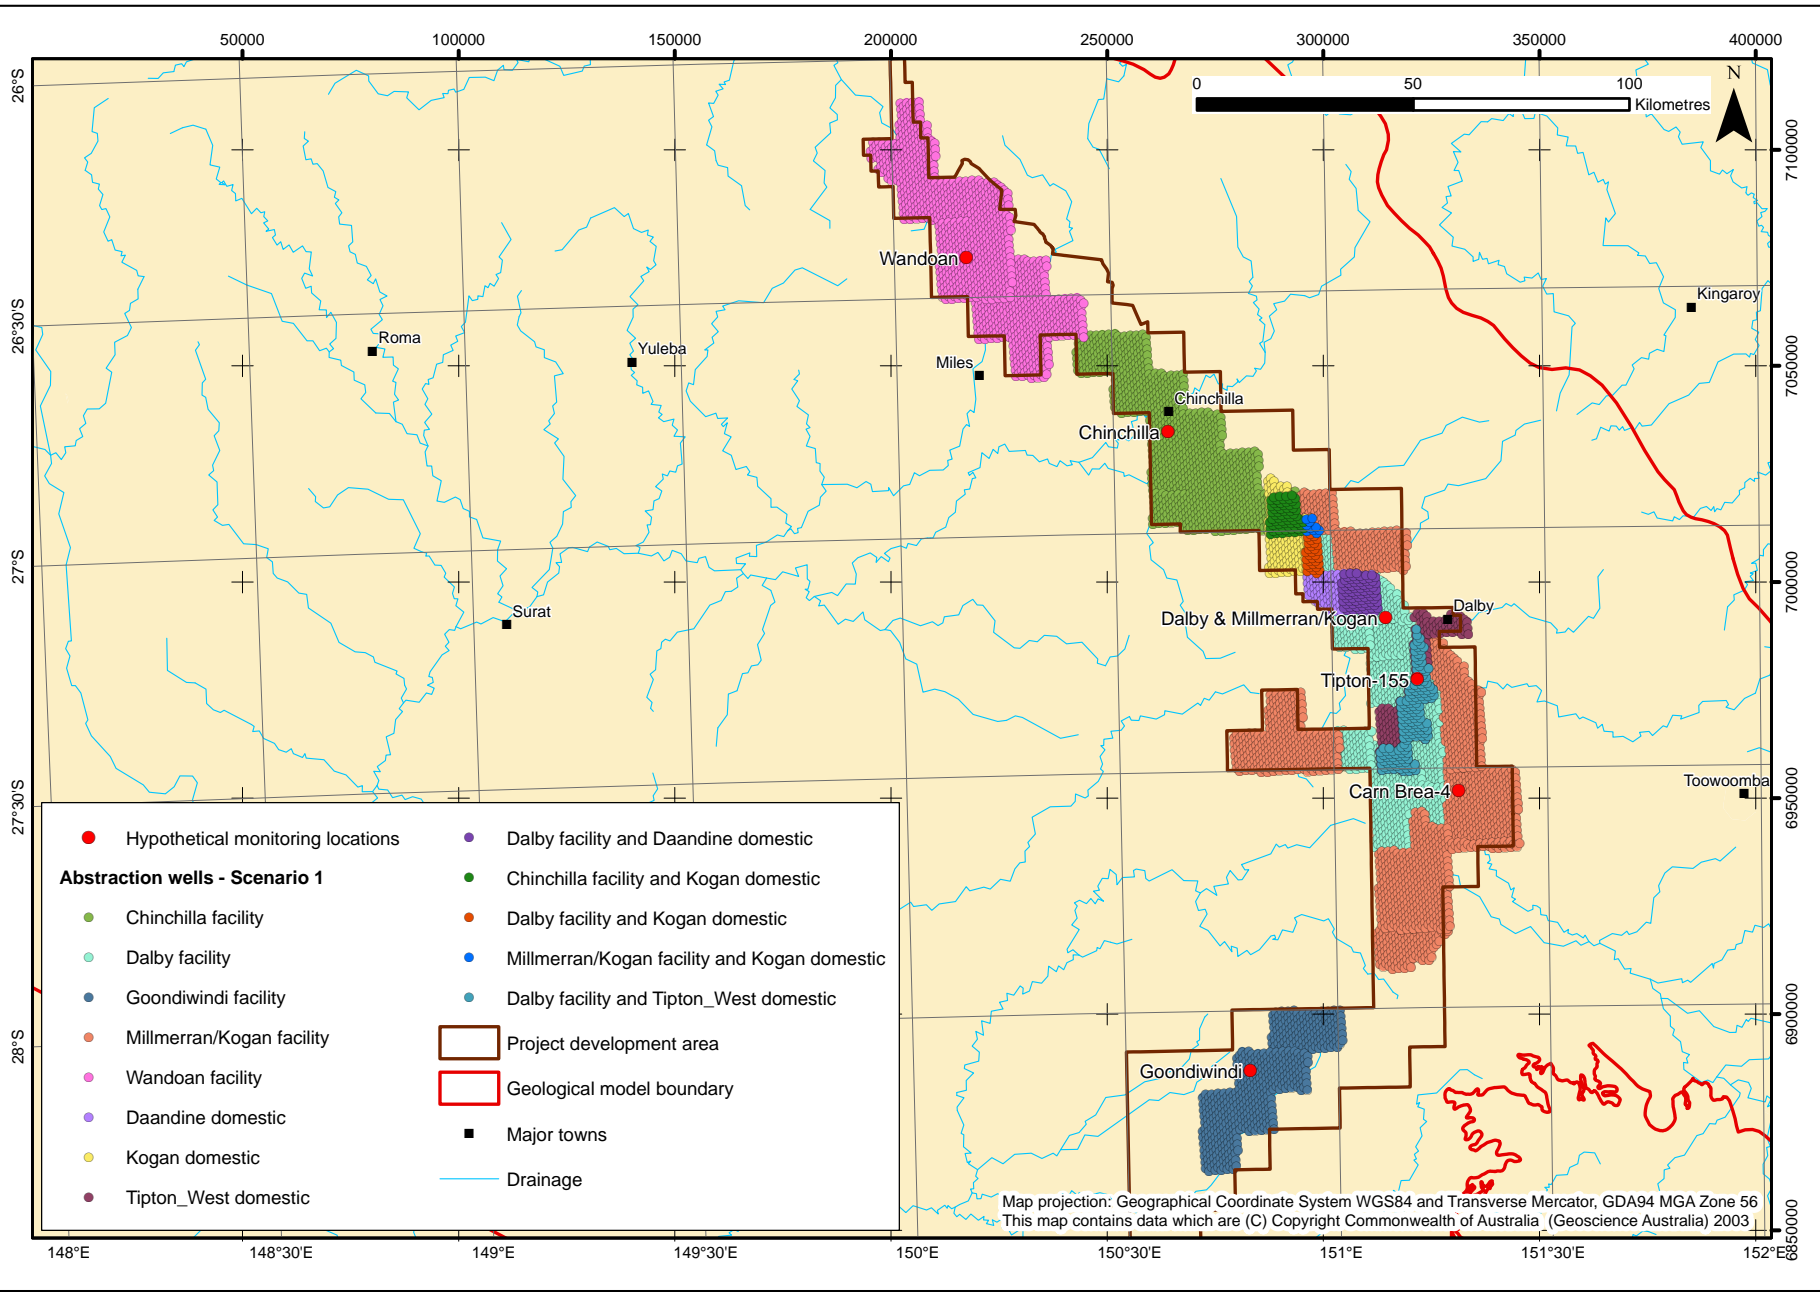 50000 100000 150000 200000 250000 300000 350000 400000
26°S
0 50 100
Kilometres
N
7100000
Wandoan
Kingaroy
26°30'S
Roma
Yuleba
Miles
7050000
Chinchilla
Chinchilla
27°S
7000000
Surat
Dalby
Dalby & Millmerran/Kogan
Tipton-155
Toowoomba
Carn Brea-4
27°30'S
6950000
Hypothetical monitoring locations
Abstraction wells - Scenario 1
Chinchilla facility
Dalby facility
Goondiwindi facility
Millmerran/Kogan facility
Wandoan facility
Daandine domestic
Kogan domestic
Tipton_West domestic
Dalby facility and Daandine domestic
Chinchilla facility and Kogan domestic
Dalby facility and Kogan domestic
Millmerran/Kogan facility and Kogan domestic
Dalby facility and Tipton_West domestic
Project development area
Geological model boundary
Major towns
Drainage
6900000
28°S
Goondiwindi
Map projection: Geographical Coordinate System WGS84 and Transverse Mercator, GDA94 MGA Zone 56
This map contains data which are (C) Copyright Commonwealth of Australia (Geoscience Australia) 2003
6850000
148°E 148°30'E 149°E 149°30'E 150°E 150°30'E 151°E 151°30'E 152°E